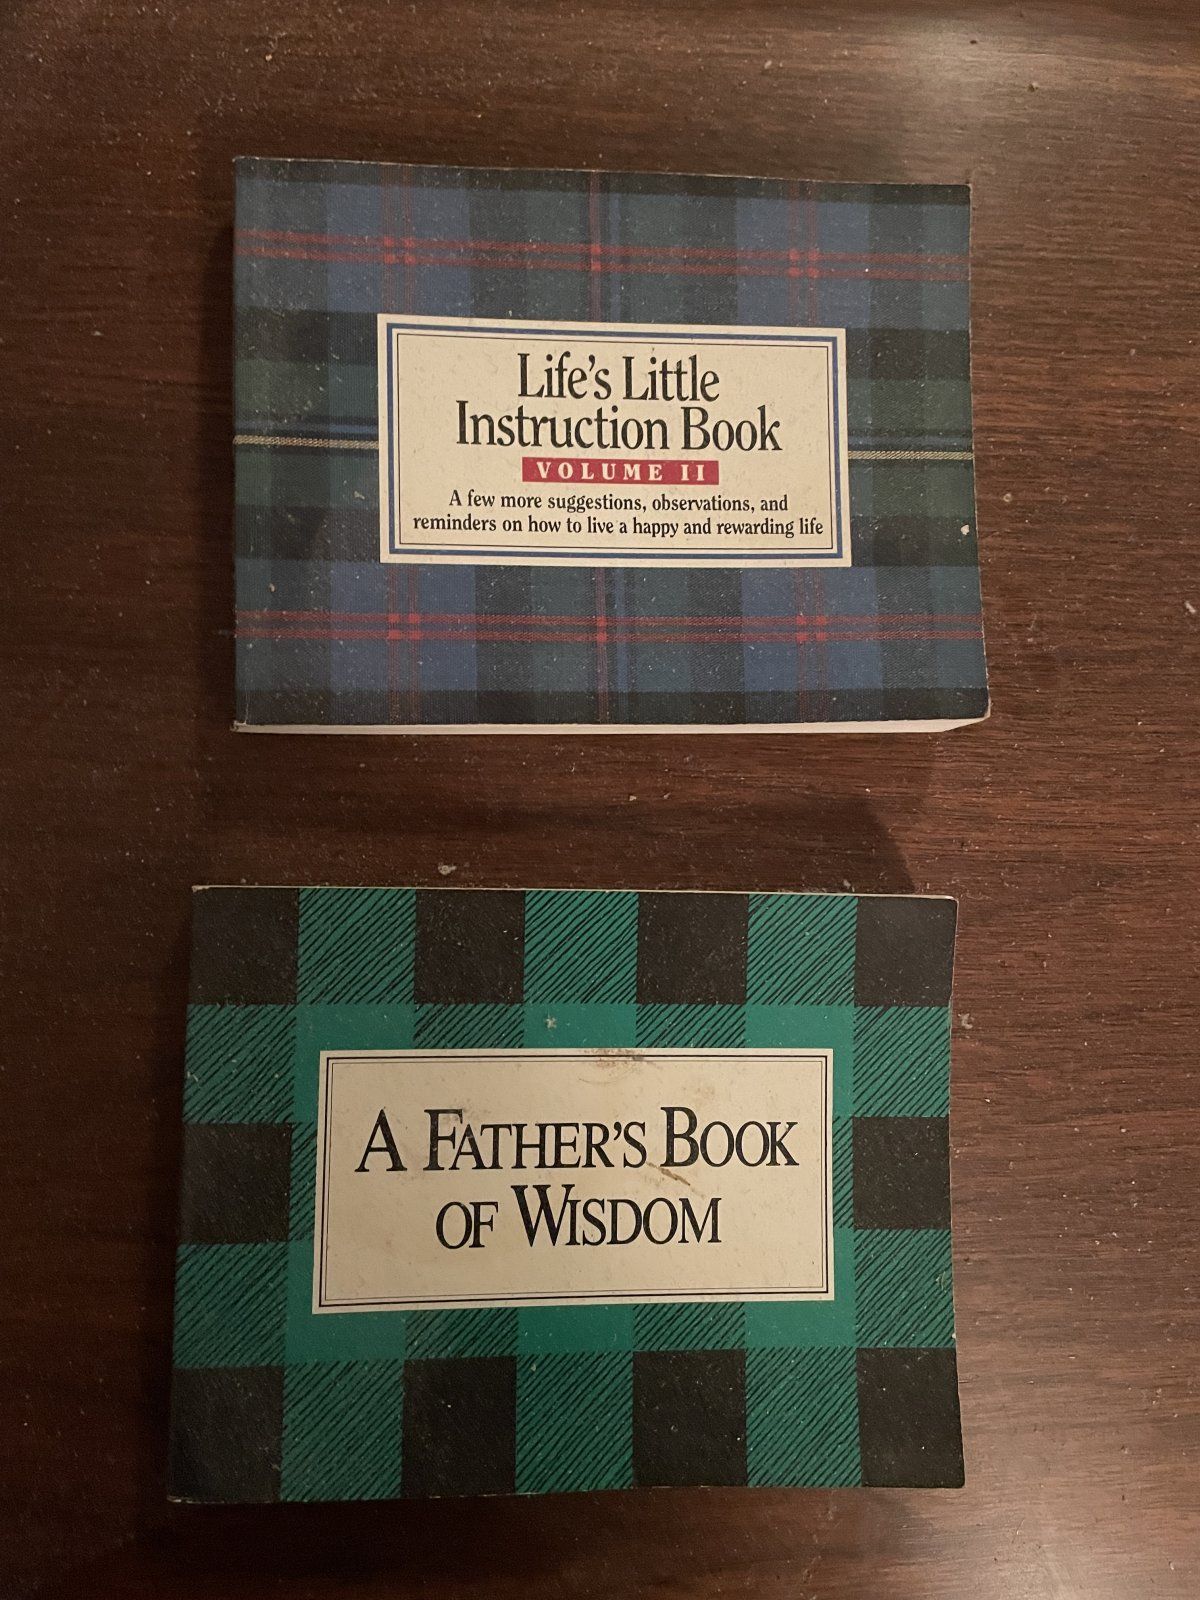 Life's Little
Instruction Book
VOLUME II
A few more suggestions, observations, and
reminders on how to live a happy and rewarding life
A FATHER'S BOOK
OF WISDOM